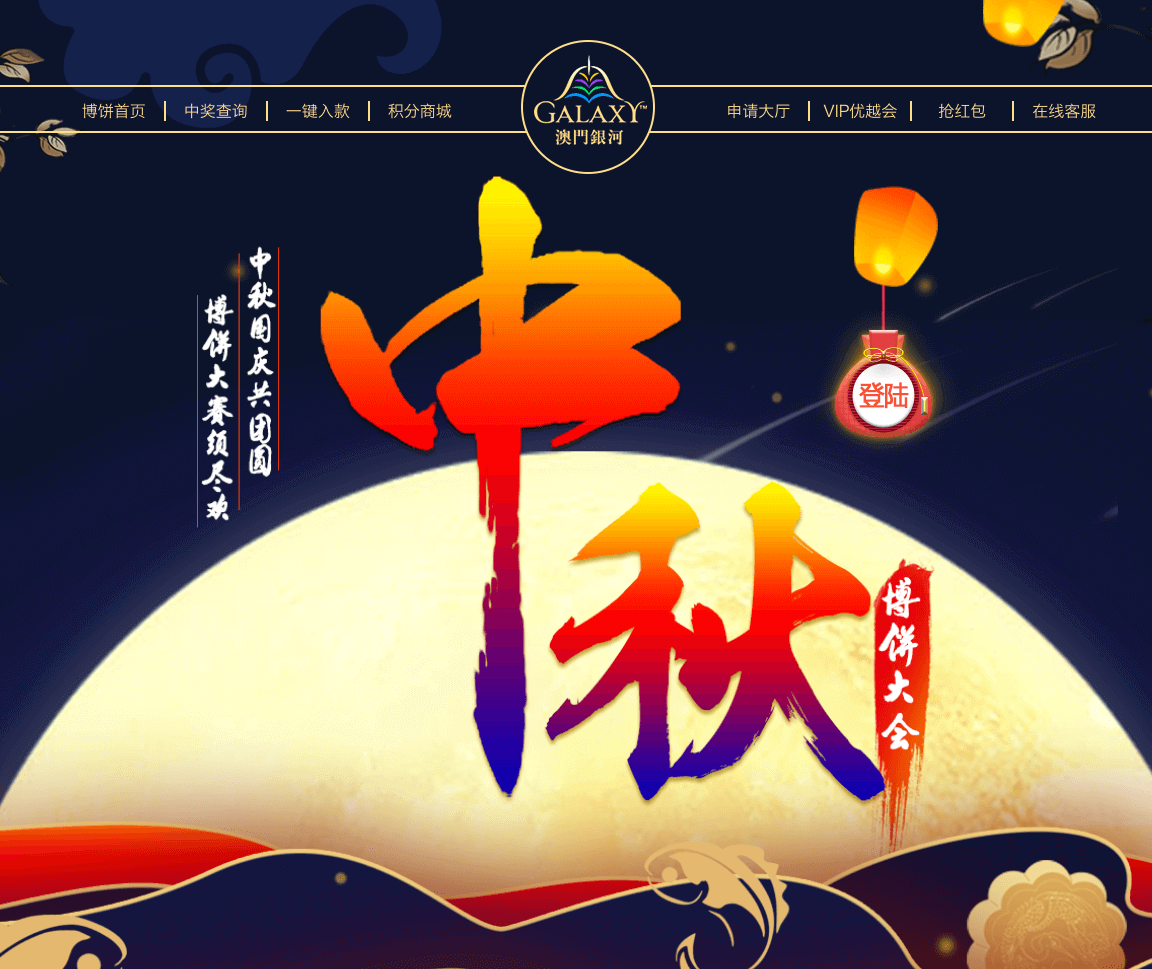 博饼首页
中奖查询
一键入款
积分商城
GALAXY™
澳門銀河
申请大厅
VIP优越会
抢红包
在线客服
中秋
中秋国庆共团圆
博饼大赛须尽欢
登陆
博饼大会